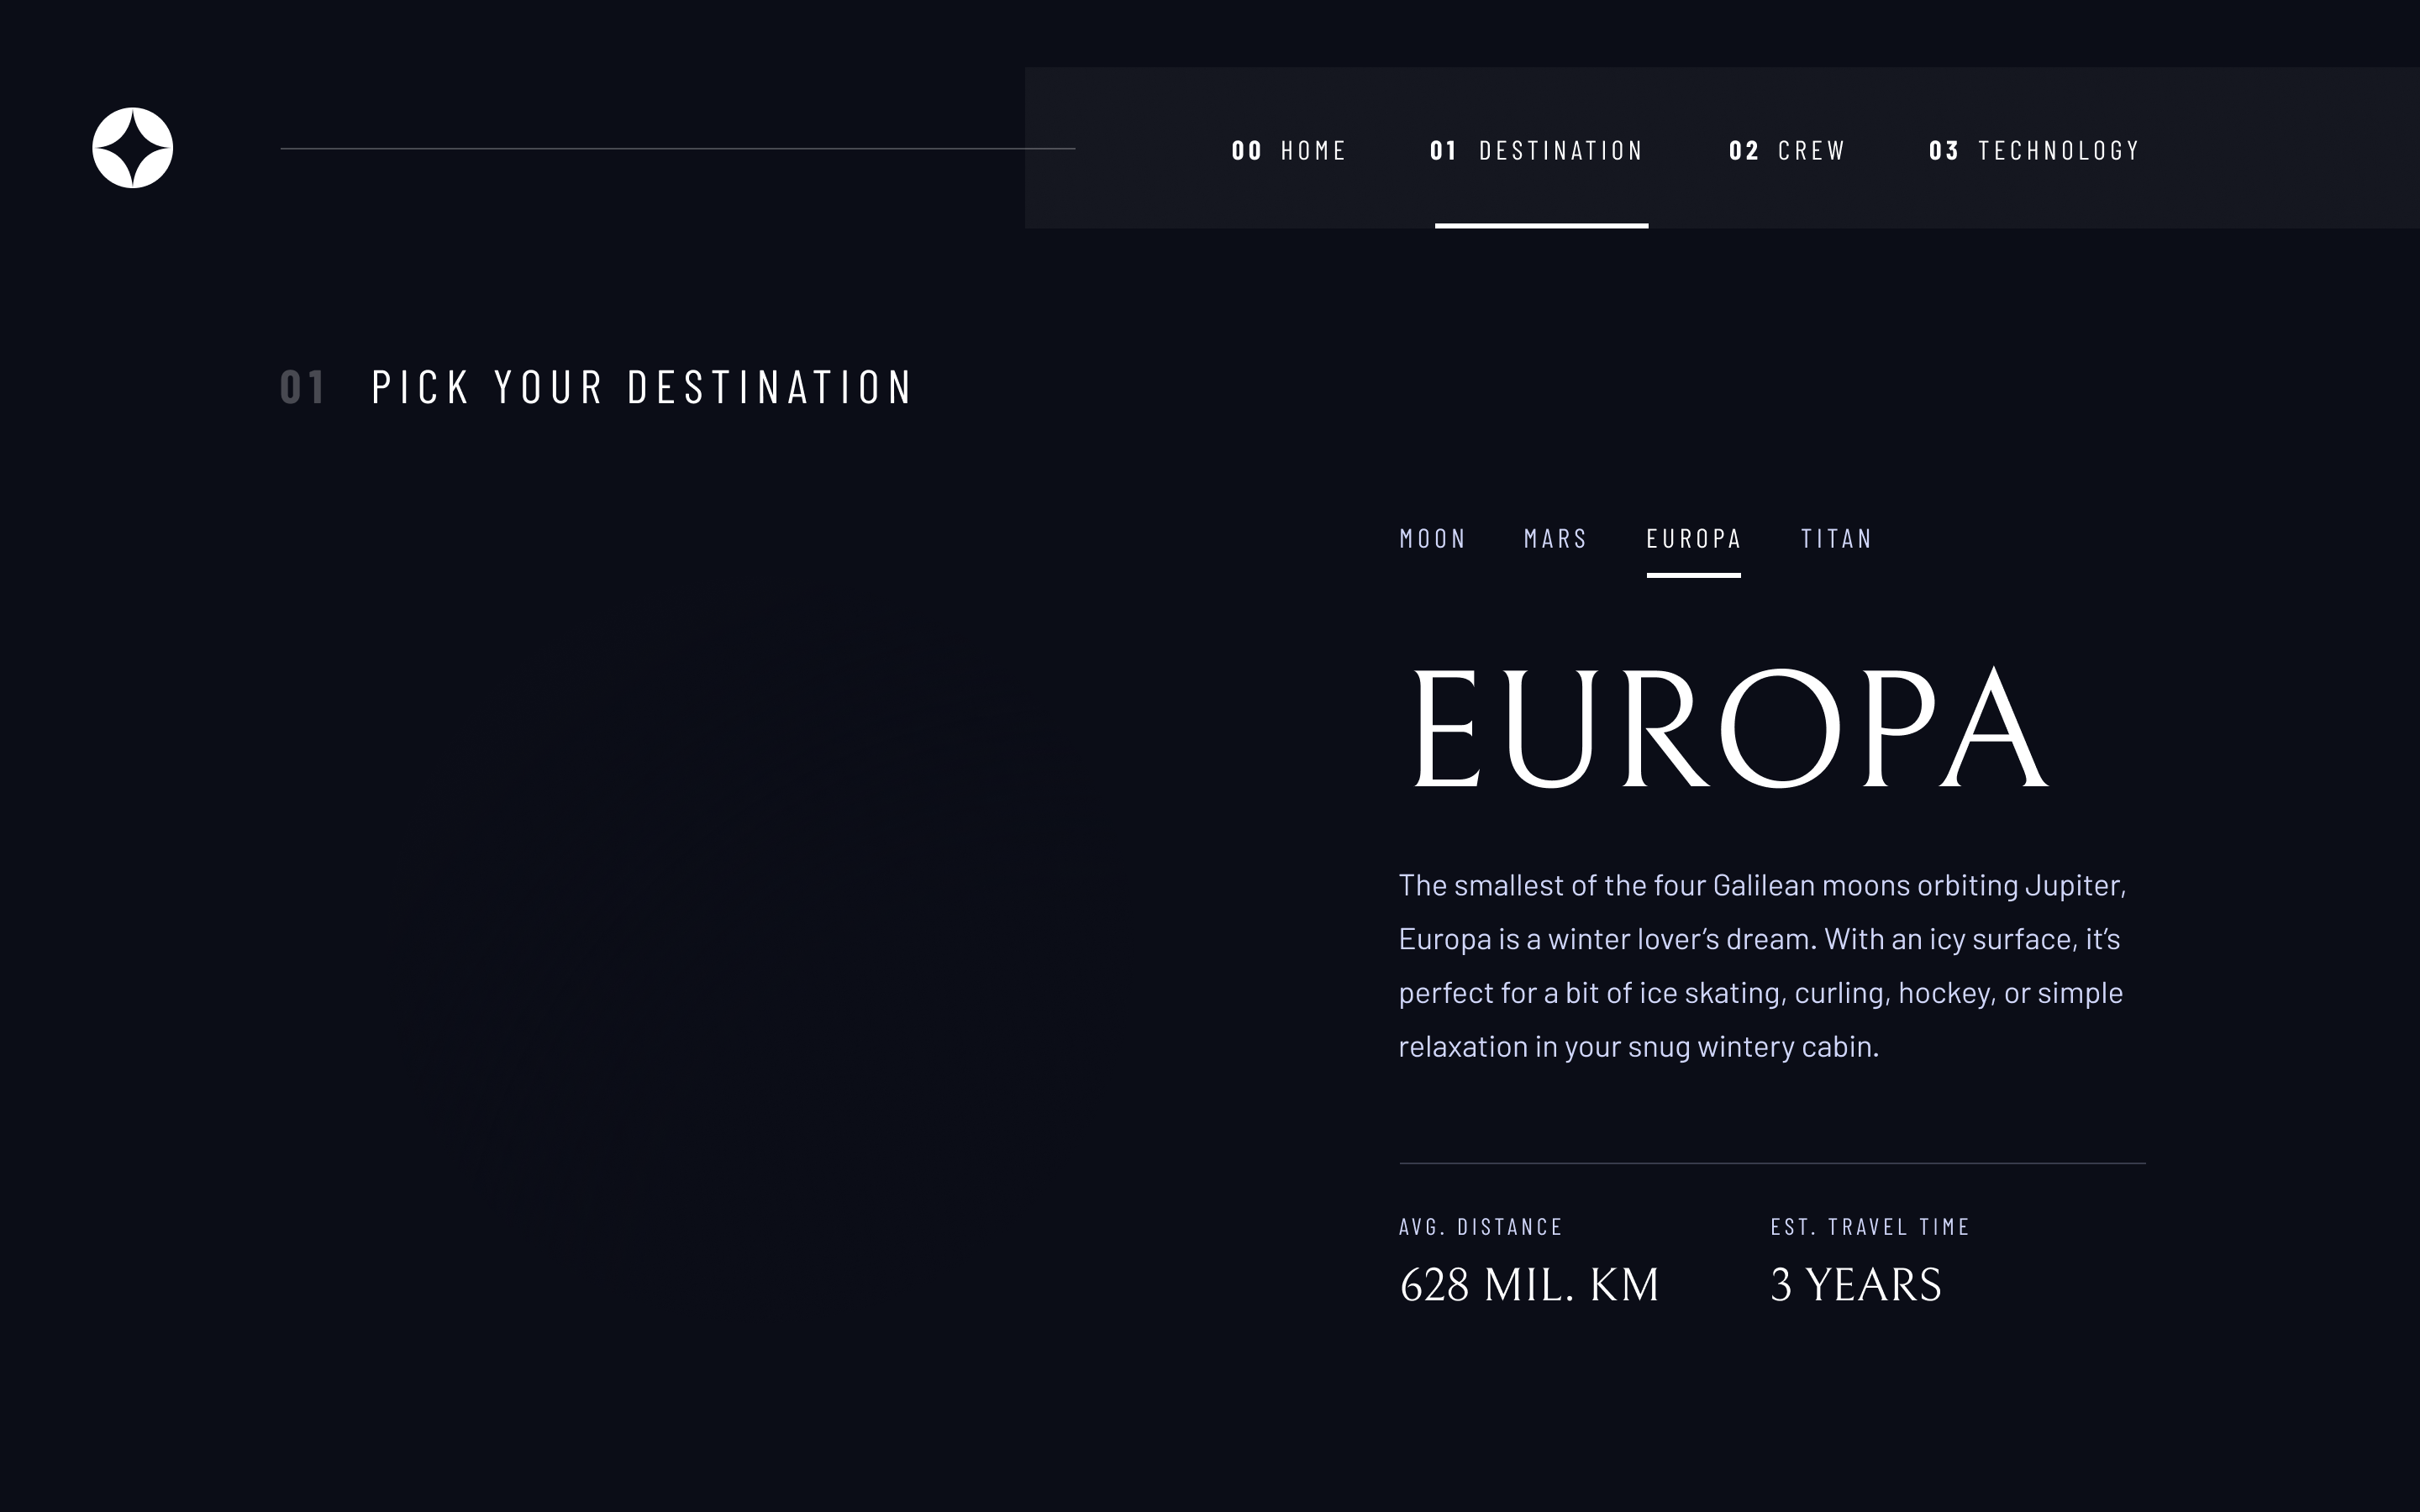 00 HOME 01 DESTINATION 02 CREW 03 TECHNOLOGY
01 PICK YOUR DESTINATION
MOON MARS EUROPA TITAN
EUROPA
The smallest of the four Galilean moons orbiting Jupiter,
Europa is a winter lover’s dream. With an icy surface, it’s
perfect for a bit of ice skating, curling, hockey, or simple
relaxation in your snug wintery cabin.
AVG. DISTANCE
628 MIL. KM
EST. TRAVEL TIME
3 YEARS